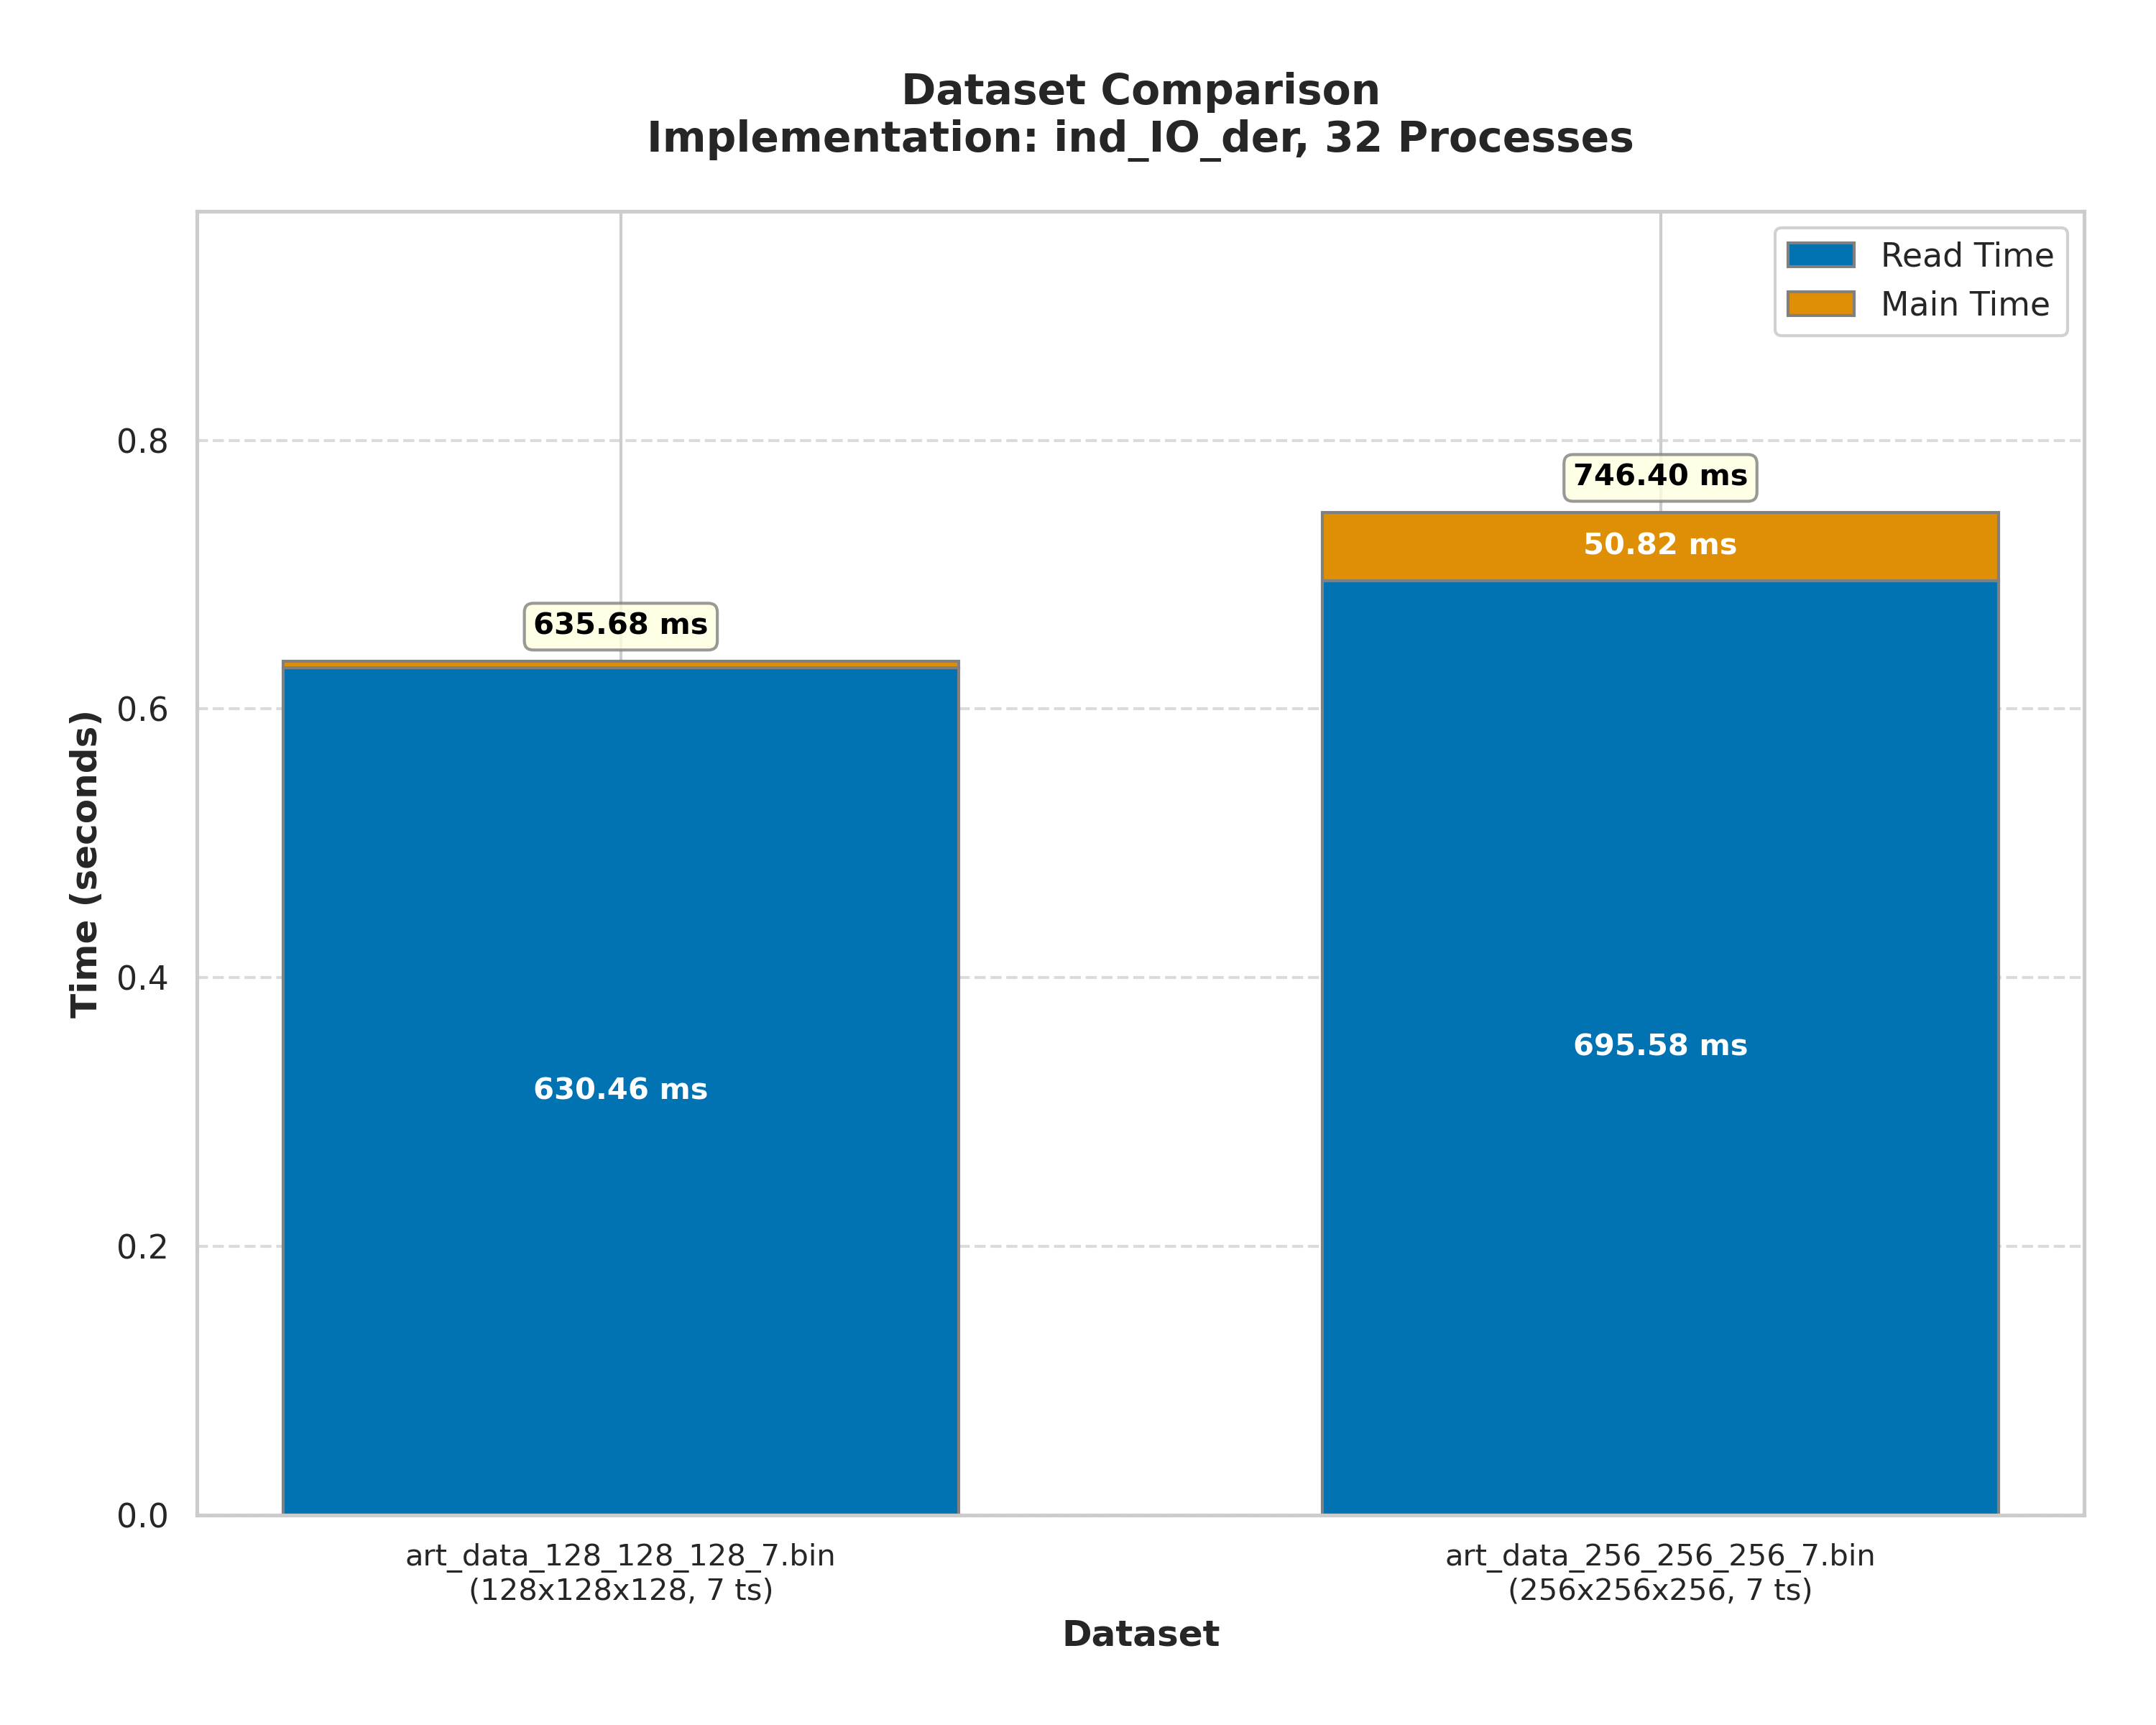 Dataset Comparison
Implementation: ind_IO_der, 32 Processes
Read Time
Main Time
Time (seconds)
0.8
0.6
0.4
0.2
0.0
635.68 ms
630.46 ms
746.40 ms
50.82 ms
695.58 ms
art_data_128_128_128_7.bin
(128x128x128, 7 ts)
art_data_256_256_256_7.bin
(256x256x256, 7 ts)
Dataset